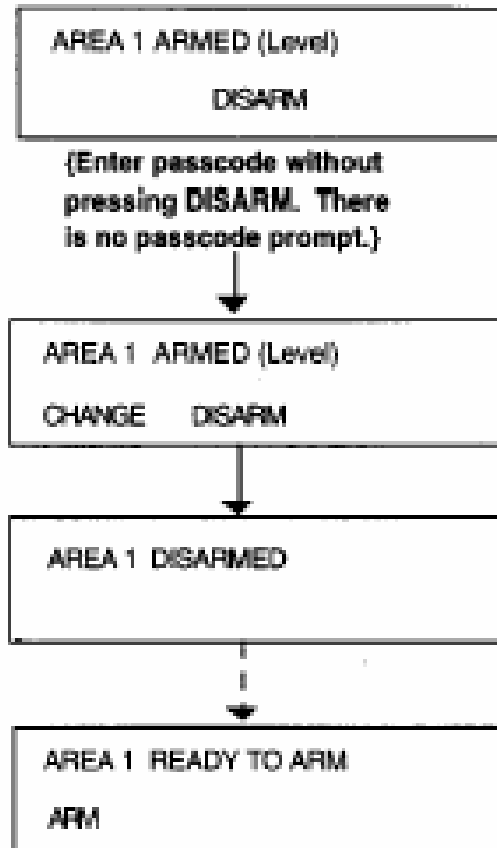 AREA 1 ARMED (Level)
DISARM
{Enter passcode without
pressing DISARM. There
is no passcode prompt.}
AREA 1 ARMED (Level)
CHANGE DISARM
AREA 1 DISARMED
AREA 1 READY TO ARM
ARM